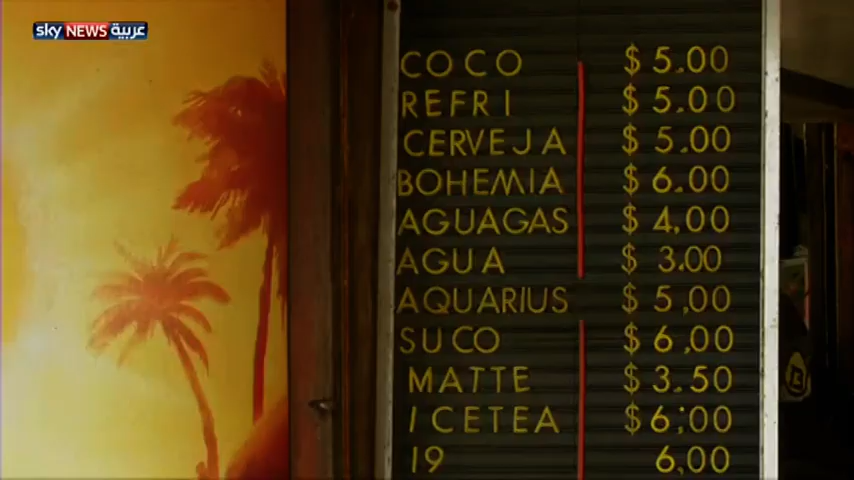 sky NEWS عربية
COCO $ 5.00
REFRI $ 5.00
CERVEJA $ 5.00
BOHEMIA $ 6.00
AGUAGAS $ 4,00
AGUA $ 3.00
AQUARIUS $ 5,00
SUCO $ 6,00
MATTE $ 3.50
ICETEA $ 6;00
19 6,00